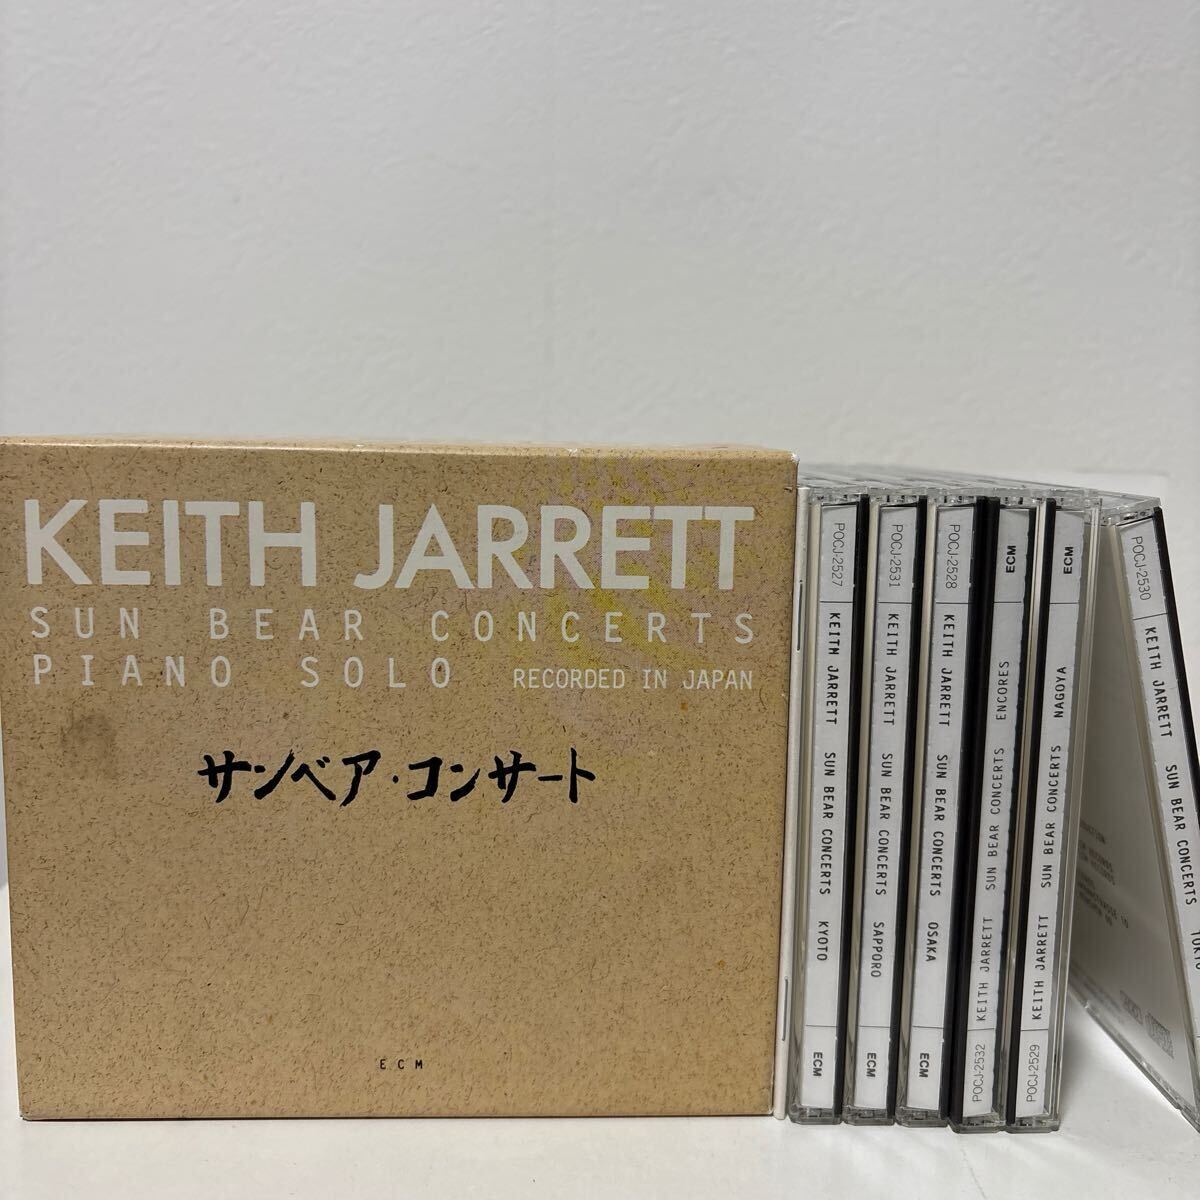 KEITH JARRETT
SUN BEAR CONCERTS
PIANO SOLO RECORDED IN JAPAN
サンベア・コンサート
ECM
POCJ-2527 KEITH JARRETT SUN BEAR CONCERTS KYOTO ECM
POCJ-2531 KEITH JARRETT SUN BEAR CONCERTS SAPPORO ECM
POCJ-2528 KEITH JARRETT SUN BEAR CONCERTS OSAKA ECM
POCJ-2532 KEITH JARRETT SUN BEAR CONCERTS ENCORES ECM
POCJ-2529 KEITH JARRETT SUN BEAR CONCERTS NAGOYA ECM
POCJ-2530 KEITH JARRETT SUN BEAR CONCERTS TOKYO